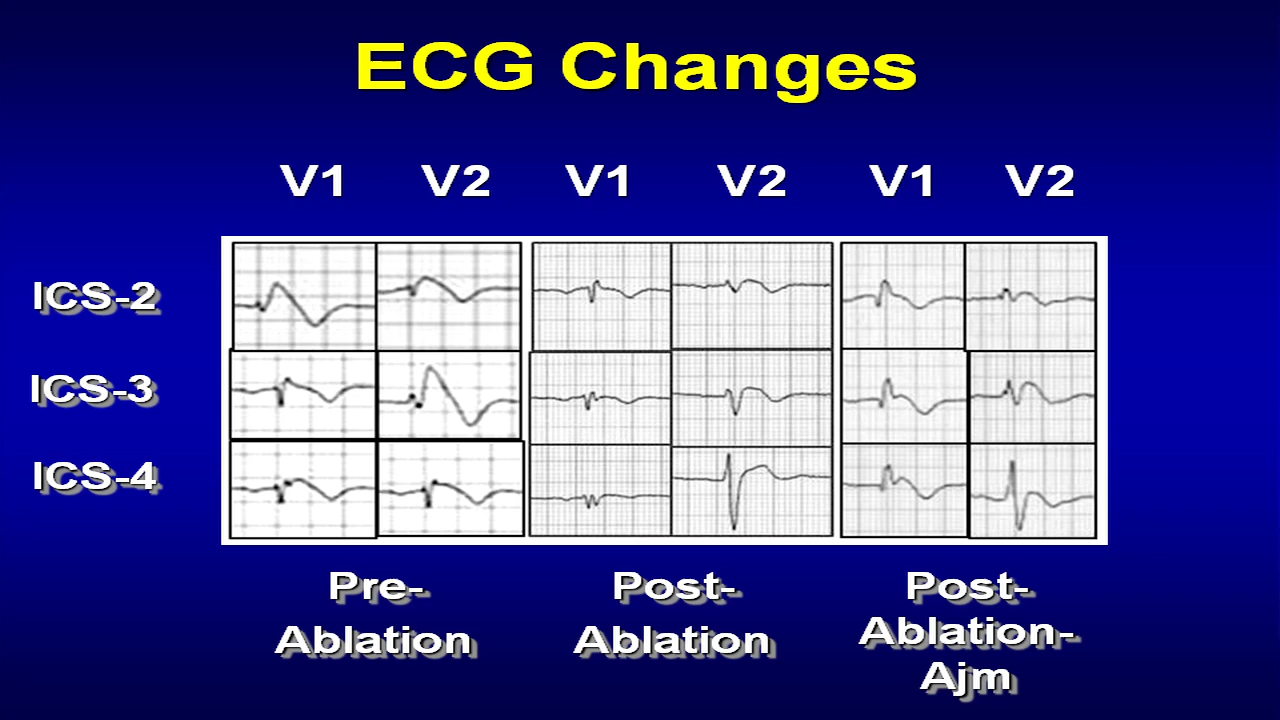 ECG Changes
V1 V2 V1 V2 V1 V2
ICS-2
ICS-3
ICS-4
Pre- Post- Post-
Ablation Ablation Ablation-
Ajm